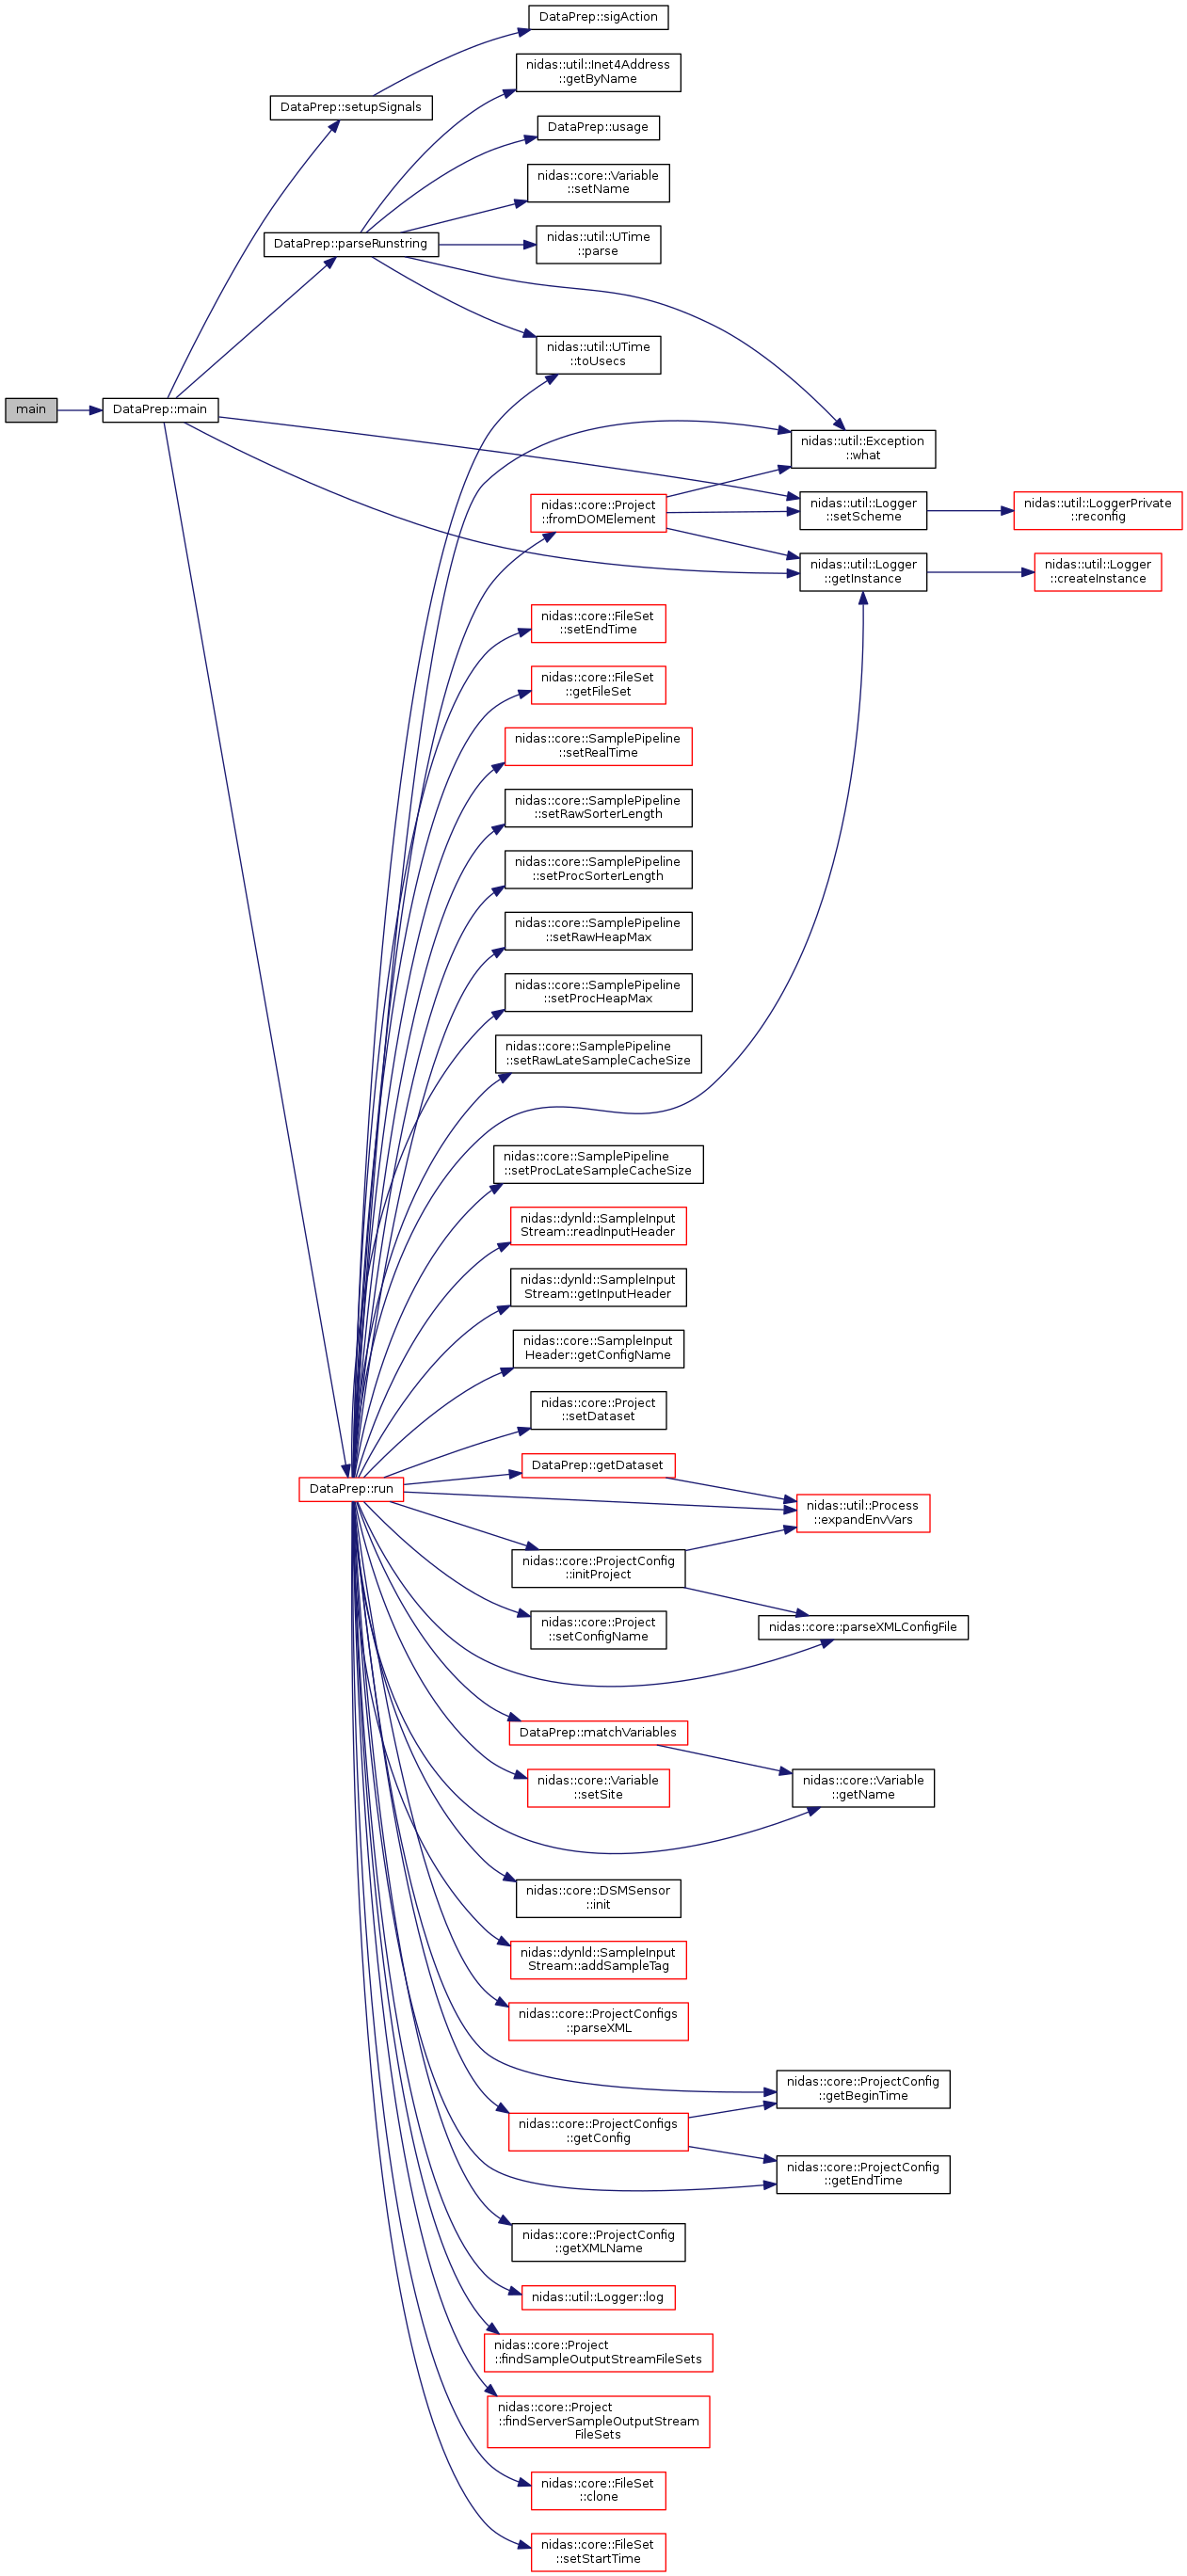 main
DataPrep::main
DataPrep::setupSignals
DataPrep::sigAction
DataPrep::parseRunstring
nidas::util::Inet4Address
::getByName
DataPrep::usage
nidas::core::Variable
::setName
nidas::util::UTime
::parse
nidas::util::UTime
::toUsecs
nidas::util::Exception
::what
nidas::core::Project
::fromDOMElement
nidas::util::Logger
::setScheme
nidas::util::LoggerPrivate
::reconfig
nidas::util::Logger
::getInstance
nidas::util::Logger
::createInstance
nidas::core::FileSet
::setEndTime
nidas::core::FileSet
::getFileSet
nidas::core::SamplePipeline
::setRealTime
nidas::core::SamplePipeline
::setRawSorterLength
nidas::core::SamplePipeline
::setProcSorterLength
nidas::core::SamplePipeline
::setRawHeapMax
nidas::core::SamplePipeline
::setProcHeapMax
nidas::core::SamplePipeline
::setRawLateSampleCacheSize
nidas::core::SamplePipeline
::setProcLateSampleCacheSize
nidas::dynld::SampleInput
Stream::readInputHeader
nidas::dynld::SampleInput
Stream::getInputHeader
nidas::core::SampleInput
Header::getConfigName
nidas::core::Project
::setDataset
DataPrep::run
DataPrep::getDataset
nidas::util::Process
::expandEnvVars
nidas::core::ProjectConfig
::initProject
nidas::core::Project
::setConfigName
nidas::core::parseXMLConfigFile
DataPrep::matchVariables
nidas::core::Variable
::setSite
nidas::core::Variable
::getName
nidas::core::DSMSensor
::init
nidas::dynld::SampleInput
Stream::addSampleTag
nidas::core::ProjectConfigs
::parseXML
nidas::core::ProjectConfig
::getBeginTime
nidas::core::ProjectConfigs
::getConfig
nidas::core::ProjectConfig
::getEndTime
nidas::core::ProjectConfig
::getXMLName
nidas::util::Logger::log
nidas::core::Project
::findSampleOutputStreamFileSets
nidas::core::Project
::findServerSampleOutputStream
FileSets
nidas::core::FileSet
::clone
nidas::core::FileSet
::setStartTime